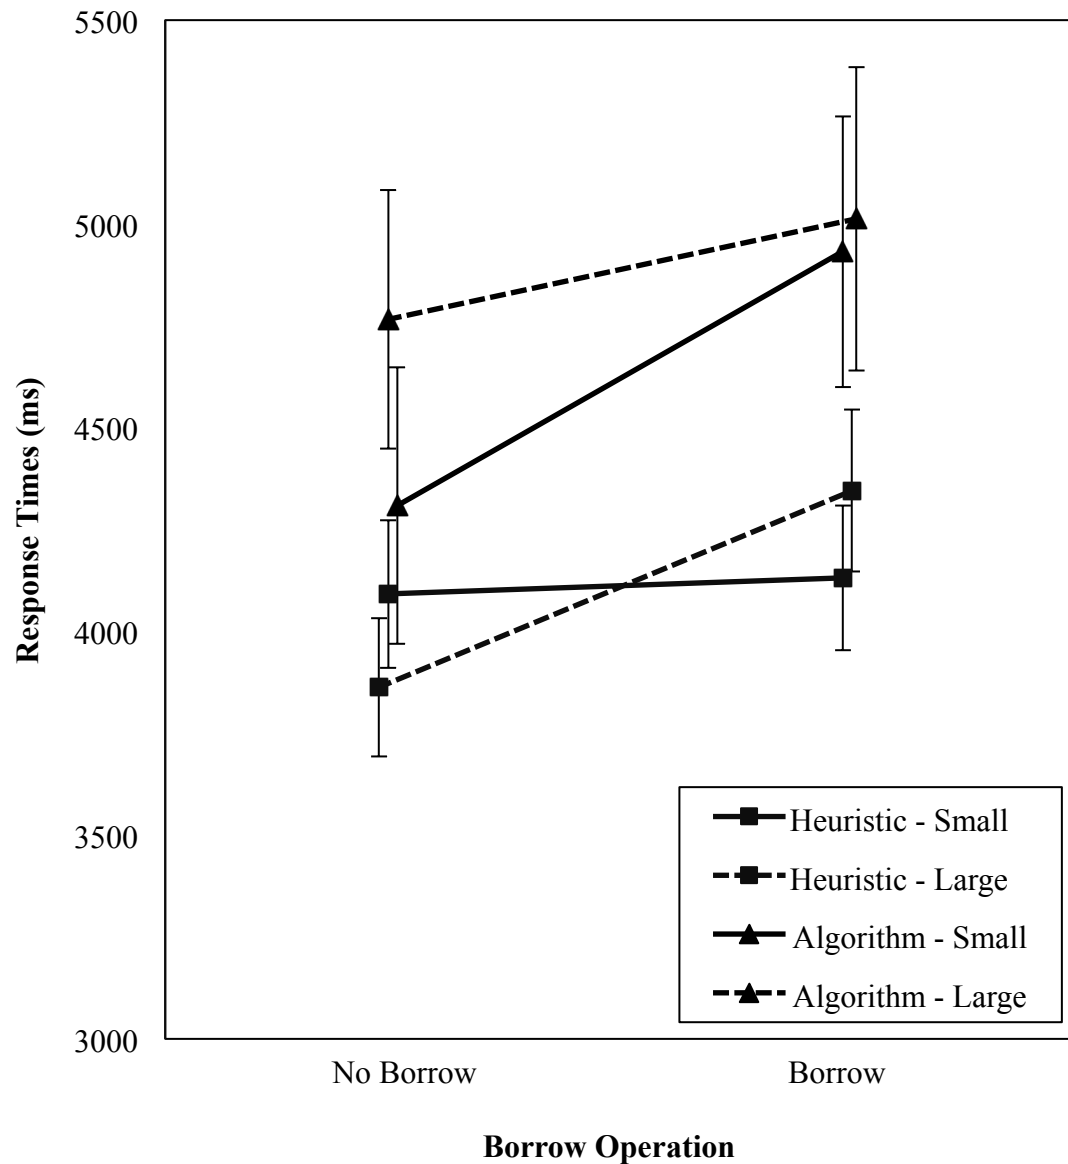 5500
5000
4500
4000
3500
3000
Response Times (ms)
Heuristic - Small
Heuristic - Large
Algorithm - Small
Algorithm - Large
No Borrow
Borrow
Borrow Operation